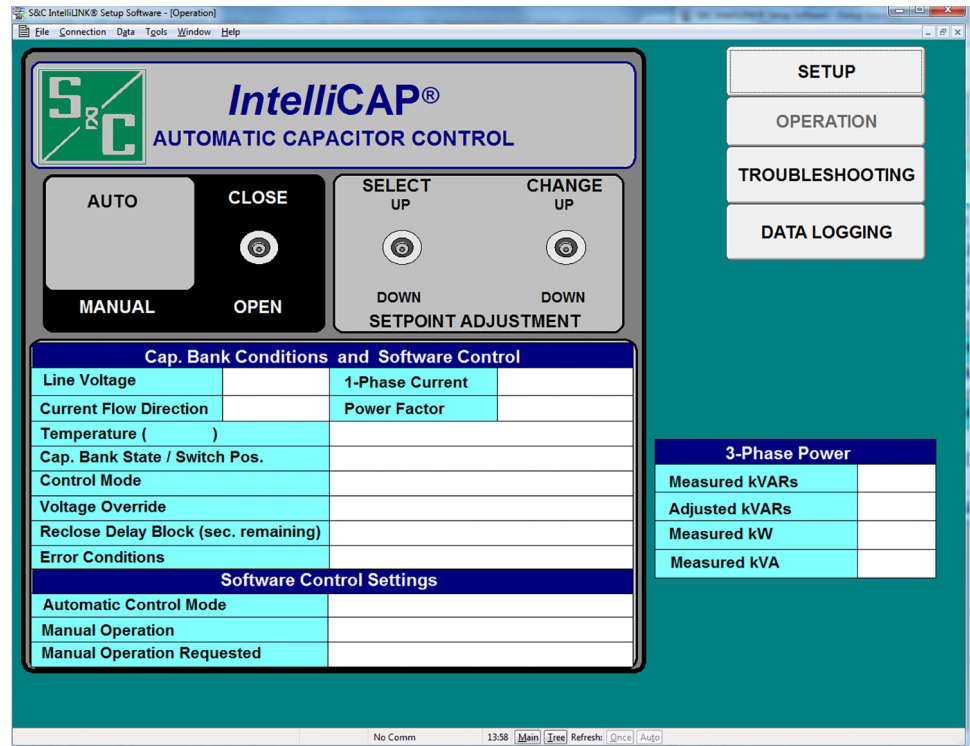 S&C IntelliLINK® Setup Software - [Operation]
File Connection Data Tools Window Help
S&C
IntelliCAP®
AUTOMATIC CAPACITOR CONTROL
SETUP
OPERATION
TROUBLESHOOTING
DATA LOGGING
AUTO
CLOSE
MANUAL
OPEN
SELECT
UP
CHANGE
UP
DOWN
DOWN
SETPOINT ADJUSTMENT
Cap. Bank Conditions and Software Control
Line Voltage
1-Phase Current
Current Flow Direction
Power Factor
Temperature ( )
Cap. Bank State / Switch Pos.
Control Mode
Voltage Override
Reclose Delay Block (sec. remaining)
Error Conditions
Software Control Settings
Automatic Control Mode
Manual Operation
Manual Operation Requested
3-Phase Power
Measured kVARs
Adjusted kVARs
Measured kW
Measured kVA
No Comm 13:58 Main Tree Refresh: Once Auto